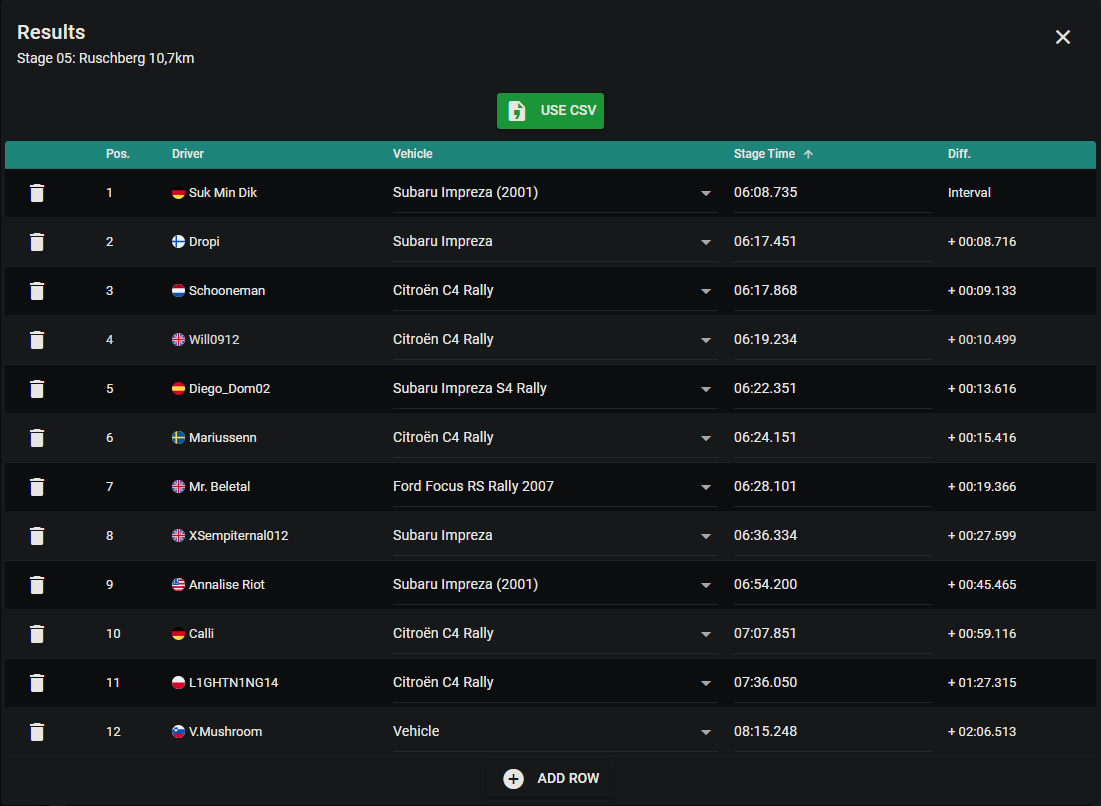 Results
Stage 05: Ruschberg 10,7km
USE CSV
Pos. Driver Vehicle Stage Time Diff.
1 Suk Min Dik Subaru Impreza (2001) 06:08.735 Interval
2 Dropi Subaru Impreza 06:17.451 + 00:08.716
3 Schooneman Citroën C4 Rally 06:17.868 + 00:09.133
4 Will0912 Citroën C4 Rally 06:19.234 + 00:10.499
5 Diego_Dom02 Subaru Impreza S4 Rally 06:22.351 + 00:13.616
6 Mariussenn Citroën C4 Rally 06:24.151 + 00:15.416
7 Mr. Beletal Ford Focus RS Rally 2007 06:28.101 + 00:19.366
8 XSempiternal012 Subaru Impreza 06:36.334 + 00:27.599
9 Annalise Riot Subaru Impreza (2001) 06:54.200 + 00:45.465
10 Calli Citroën C4 Rally 07:07.851 + 00:59.116
11 L1GHTN1NG14 Citroën C4 Rally 07:36.050 + 01:27.315
12 V.Mushroom Vehicle 08:15.248 + 02:06.513
ADD ROW